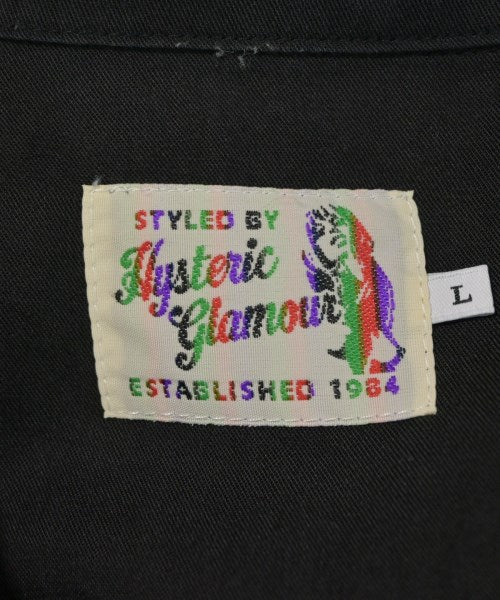 STYLED BY
Hysteric
Glamour
ESTABLISHED 1984
L